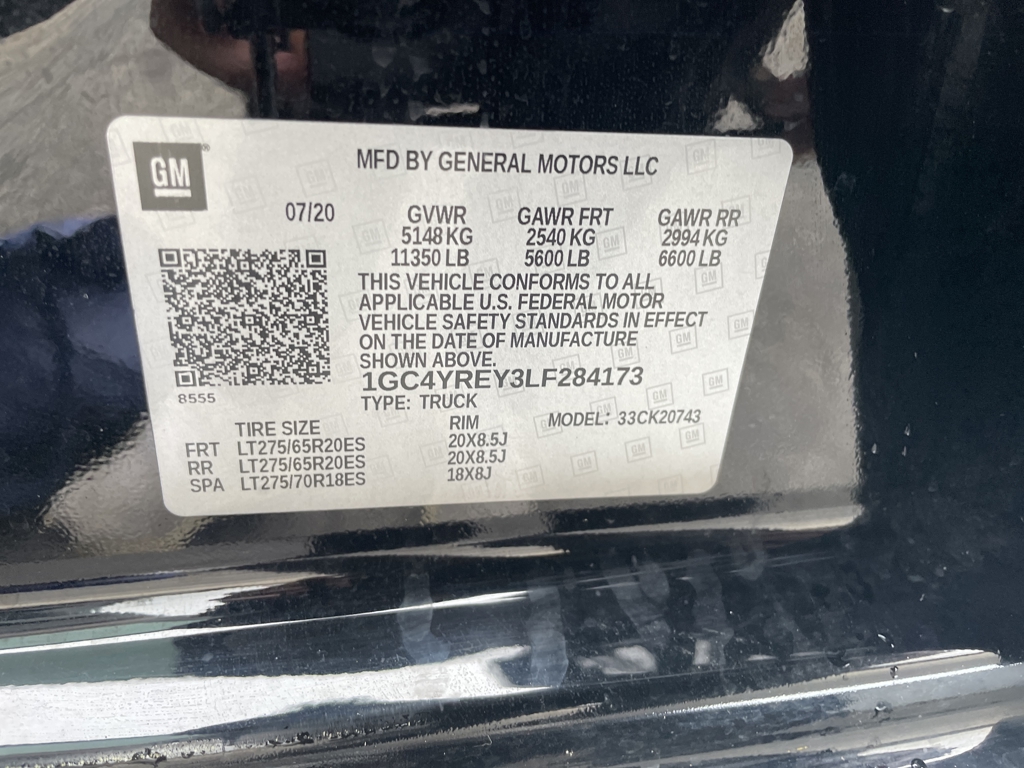 GM
MFD BY GENERAL MOTORS LLC
07/20
GVWR GAWR FRT GAWR RR
5148 KG 2540 KG 2994 KG
11350 LB 5600 LB 6600 LB
THIS VEHICLE CONFORMS TO ALL
APPLICABLE U.S. FEDERAL MOTOR
VEHICLE SAFETY STANDARDS IN EFFECT
ON THE DATE OF MANUFACTURE
SHOWN ABOVE.
1GC4YREY3LF284173
8555
TYPE: TRUCK
MODEL: 33CK20743
TIRE SIZE RIM
FRT LT275/65R20ES 20X8.5J
RR LT275/65R20ES 20X8.5J
SPA LT275/70R18ES 18X8J